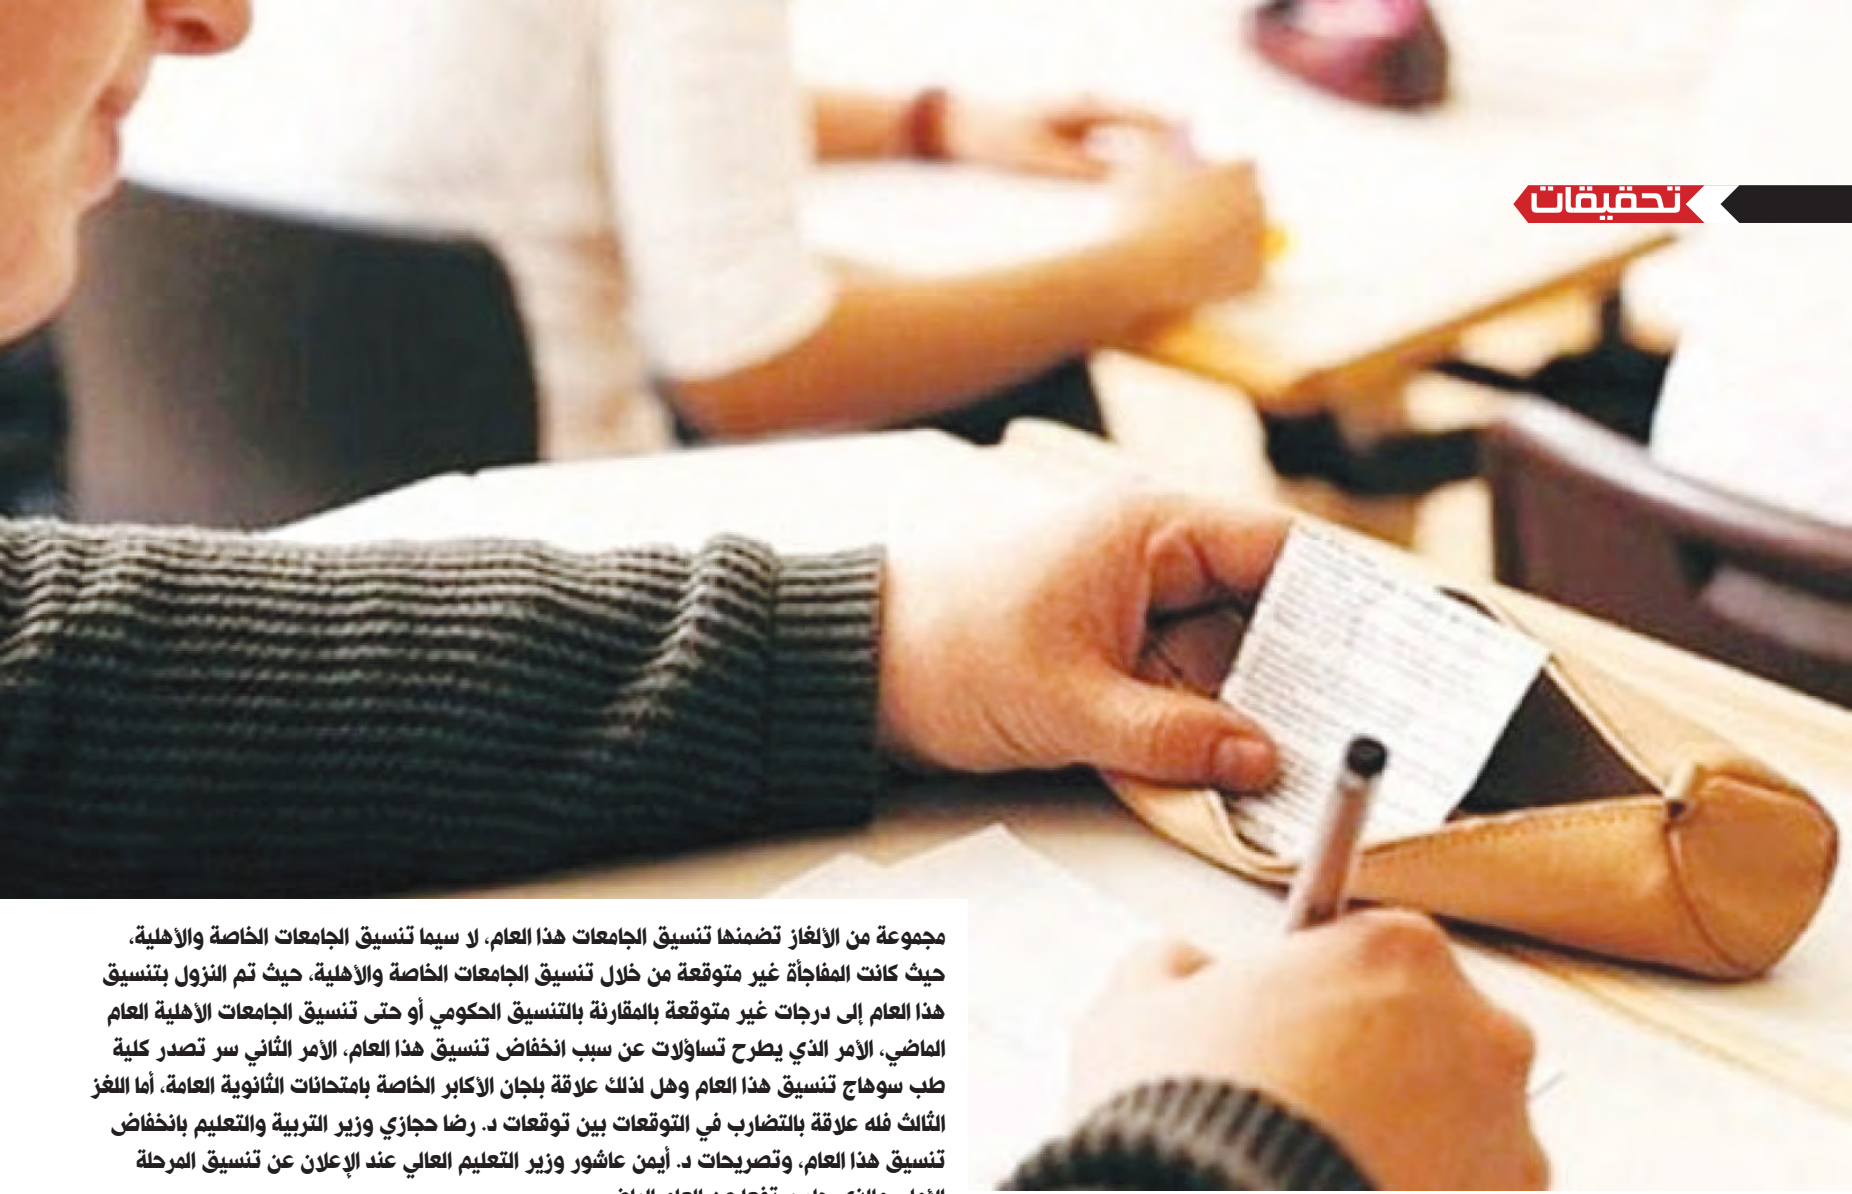 تحقيقات
مجموعة من الألغاز تضمنها تنسيق الجامعات هذا العام، لا سيما تنسيق الجامعات الخاصة والأهلية،
حيث كانت المفاجأة غير متوقعة من خلال تنسيق الجامعات الخاصة والأهلية، حيث تم النزول بتنسيق
هذا العام إلى درجات غير متوقعة بالمقارنة بالتنسيق الحكومي أو حتى تنسيق الجامعات الأهلية العام
الماضي، الأمر الذي يطرح تساؤلات عن سبب انخفاض تنسيق هذا العام، الأمر الثاني سر تصدر كلية
طب سوهاج تنسيق هذا العام وهل لذلك علاقة بلجان الأكابر الخاصة بامتحانات الثانوية العامة، أما اللغز
الثالث فله علاقة بالتضارب في التوقعات بين توقعات د. رضا حجازي وزير التربية والتعليم بانخفاض
تنسيق هذا العام، وتصريحات د. أيمن عاشور وزير التعليم العالي عند الإعلان عن تنسيق المرحلة